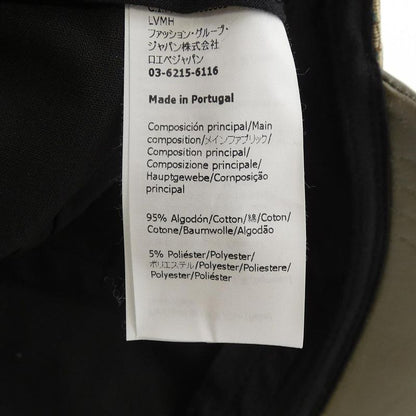 LVMH
ファッション・グループ・
ジャパン株式会社
ロエベジャパン
03-6215-6116
Made in Portugal
Composición principal/Main
composition/メインファブリック/
Composition principal/
Composizione principale/
Hauptgewebe/Composição
principal
95% Algodón/Cotton/綿/Coton/
Cotone/Baumwolle/Algodão
5% Poliéster/Polyester/
ポリエステル/Polyester/Poliestere/
Polyester/Poliéster